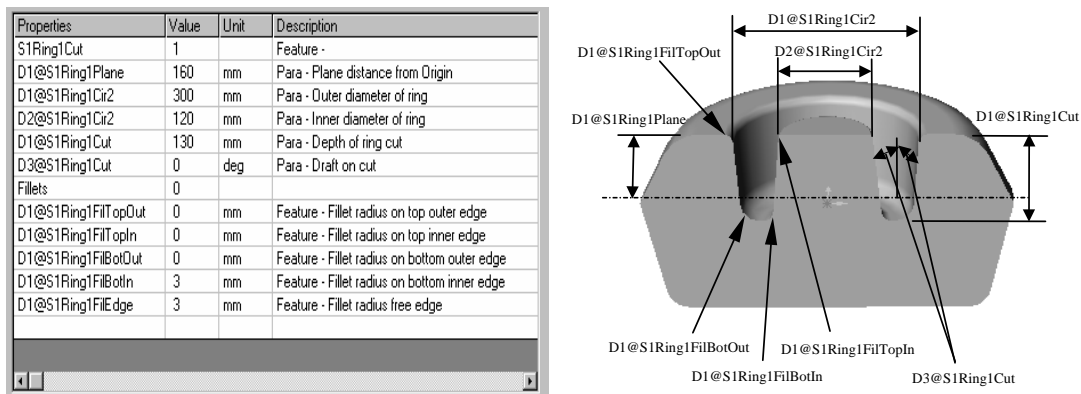 Properties Value Unit Description
S1Ring1Cut 1 Feature -
D1@S1Ring1Plane 160 mm Para - Plane distance from Origin
D1@S1Ring1Cir2 300 mm Para - Outer diameter of ring
D2@S1Ring1Cir2 120 mm Para - Inner diameter of ring
D1@S1Ring1Cut 130 mm Para - Depth of ring cut
D3@S1Ring1Cut 0 deg Para - Draft on cut
Fillets 0
D1@S1Ring1FilTopOut 0 mm Feature - Fillet radius on top outer edge
D1@S1Ring1FilTopIn 0 mm Feature - Fillet radius on top inner edge
D1@S1Ring1FilBotOut 0 mm Feature - Fillet radius on bottom outer edge
D1@S1Ring1FilBotIn 3 mm Feature - Fillet radius on bottom inner edge
D1@S1Ring1FilEdge 3 mm Feature - Fillet radius free edge
D1@S1Ring1Cir2
D1@S1Ring1FilTopOut
D2@S1Ring1Cir2
D1@S1Ring1Plane
D1@S1Ring1Cut
D1@S1Ring1FilBotOut
D1@S1Ring1FilTopIn
D1@S1Ring1FilBotIn
D3@S1Ring1Cut